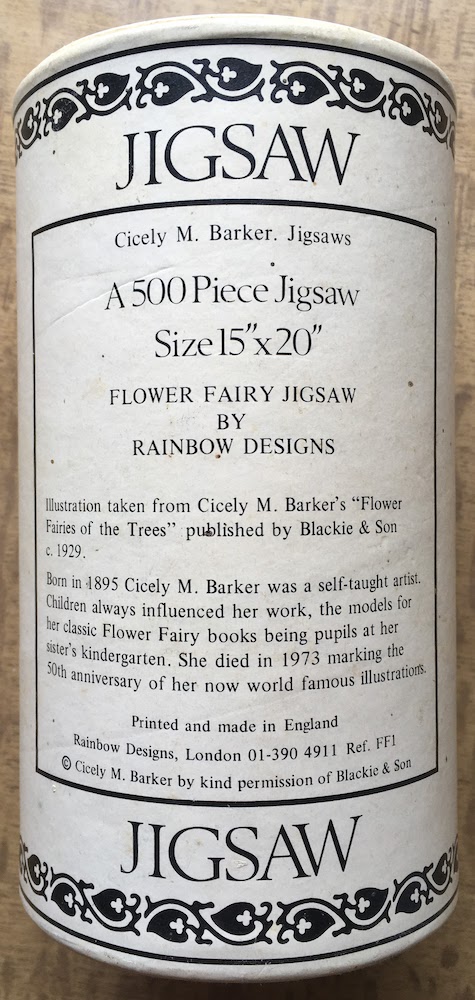 JIGSAW
Cicely M. Barker. Jigsaws
A 500 Piece Jigsaw
Size 15"x20"
FLOWER FAIRY JIGSAW
BY
RAINBOW DESIGNS
Illustration taken from Cicely M. Barker's “Flower
Fairies of the Trees” published by Blackie & Son
c. 1929.
Born in 1895 Cicely M. Barker was a self-taught artist.
Children always influenced her work, the models for
her classic Flower Fairy books being pupils at her
sister's kindergarten. She died in 1973 marking the
50th anniversary of her now world famous illustrations.
Printed and made in England
Rainbow Designs, London 01-390 4911 Ref. FF1
© Cicely M. Barker by kind permission of Blackie & Son
JIGSAW